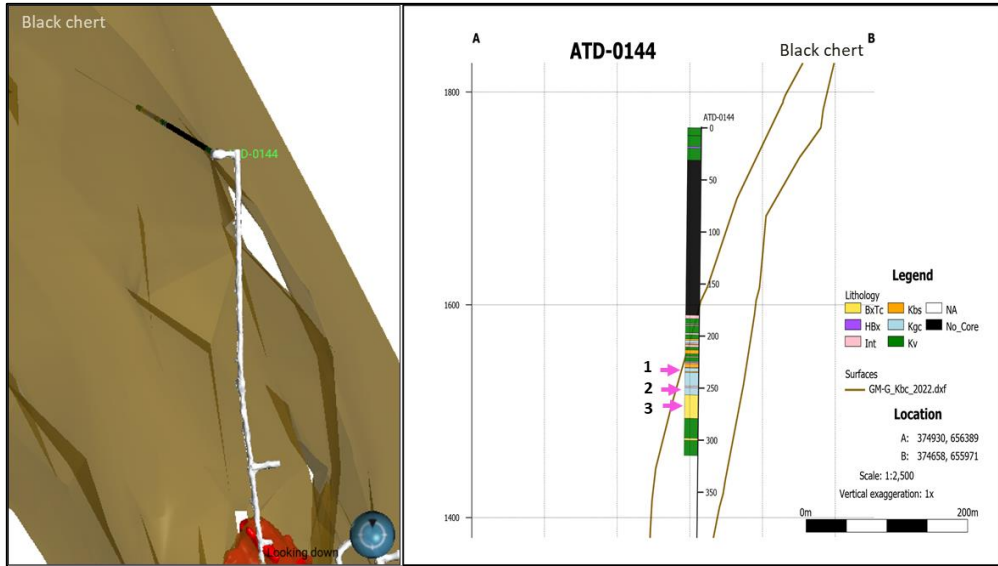 Black chert
ATD-0144
Looking down
A
ATD-0144
Black chert
B
1800
1600
1400
ATD-0144
0
50
100
150
200
250
300
350
1
2
3
Legend
Lithology
BxTc
Kbs
NA
HBx
Kgc
No_Core
Int
Kv
Surfaces
GM-G_Kbc_2022.dxf
Location
A: 374930, 656389
B: 374658, 655971
Scale: 1:2,500
Vertical exaggeration: 1x
0m
200m